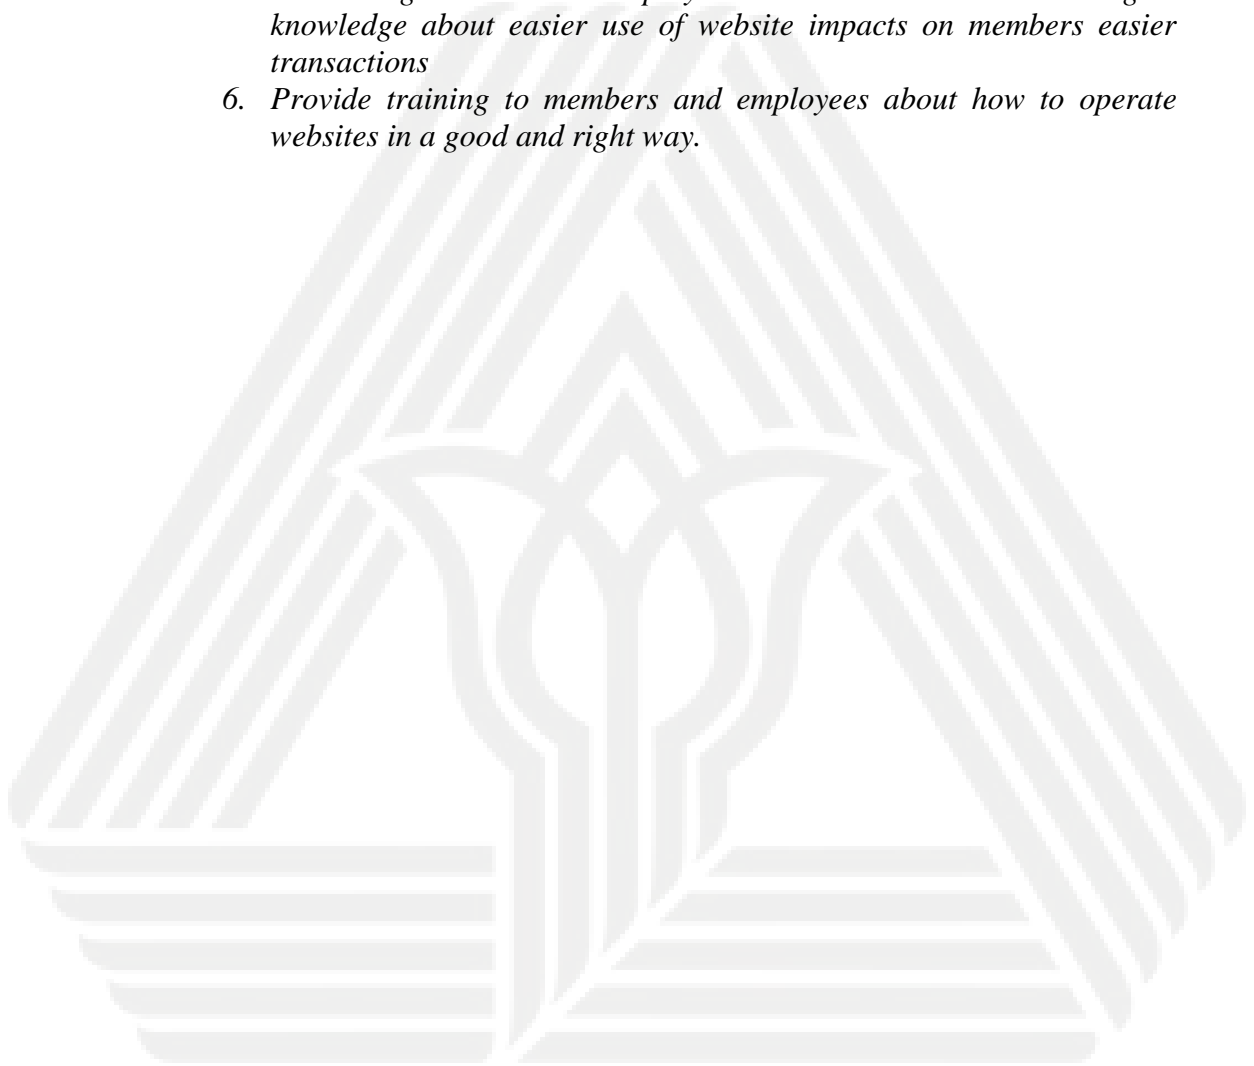 knowledge about easier use of website impacts on members easier
transactions
6. Provide training to members and employees about how to operate
websites in a good and right way.